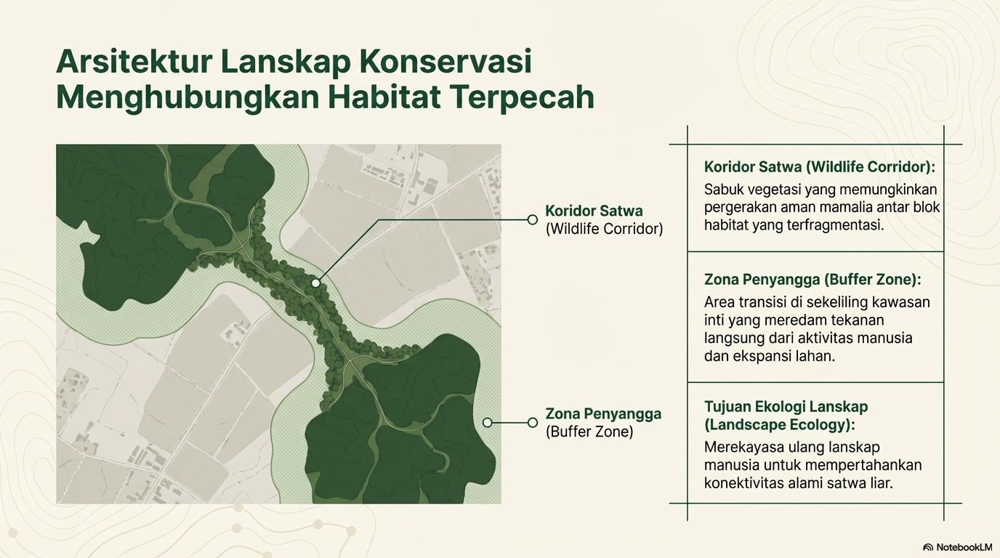 Arsitektur Lanskap Konservasi
Menghubungkan Habitat Terpecah
Koridor Satwa
(Wildlife Corridor)
Zona Penyangga
(Buffer Zone)
Koridor Satwa (Wildlife Corridor):
Sabuk vegetasi yang memungkinkan
pergerakan aman mamalia antar blok
habitat yang terfragmentasi.
Zona Penyangga (Buffer Zone):
Area transisi di sekeliling kawasan
inti yang meredam tekanan
langsung dari aktivitas manusia
dan ekspansi lahan.
Tujuan Ekologi Lanskap
(Landscape Ecology):
Merekayasa ulang lanskap
manusia untuk mempertahankan
konektivitas alami satwa liar.
NotebookLM